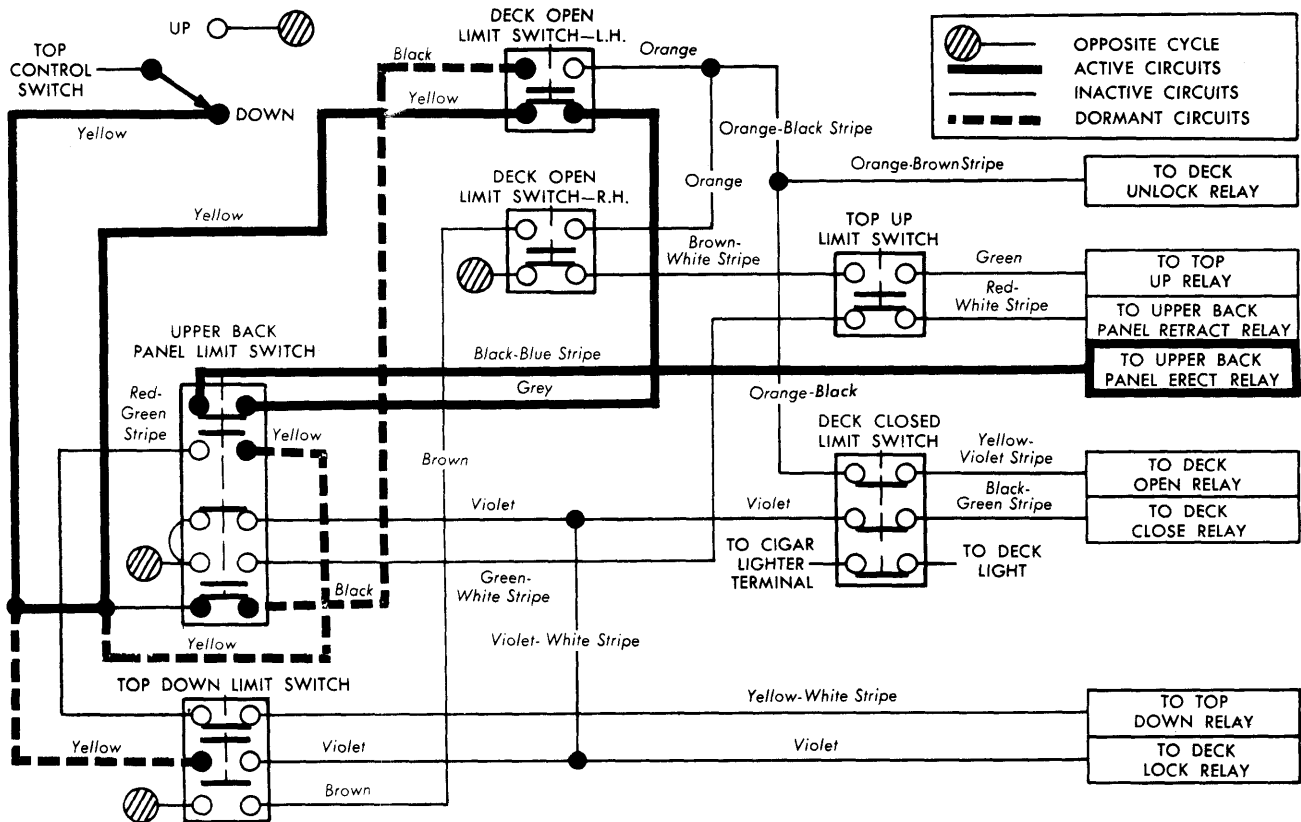 UP
TOP
CONTROL
SWITCH
DOWN
Yellow
DECK OPEN
LIMIT SWITCH—L.H.
Black
Orange
Yellow
Orange-Black Stripe
OPPOSITE CYCLE
ACTIVE CIRCUITS
INACTIVE CIRCUITS
DORMANT CIRCUITS
Orange-Brown Stripe
TO DECK
UNLOCK RELAY
DECK OPEN
LIMIT SWITCH—R.H.
Orange
Yellow
Brown-
White Stripe
TOP UP
LIMIT SWITCH
Green
TO TOP
UP RELAY
Red-
White Stripe
TO UPPER BACK
PANEL RETRACT RELAY
UPPER BACK
PANEL LIMIT SWITCH
Black-Blue Stripe
TO UPPER BACK
PANEL ERECT RELAY
Grey
Red-
Green
Stripe
Orange-Black
Yellow
Brown
DECK CLOSED
LIMIT SWITCH
Yellow-
Violet Stripe
TO DECK
OPEN RELAY
Violet
Violet
Black-
Green Stripe
TO DECK
CLOSE RELAY
TO CIGAR
LIGHTER
TERMINAL
TO DECK
LIGHT
Black
Green-
White Stripe
Yellow
Violet- White Stripe
TOP DOWN LIMIT SWITCH
Yellow-White Stripe
TO TOP
DOWN RELAY
Yellow
Violet
Violet
TO DECK
LOCK RELAY
Brown